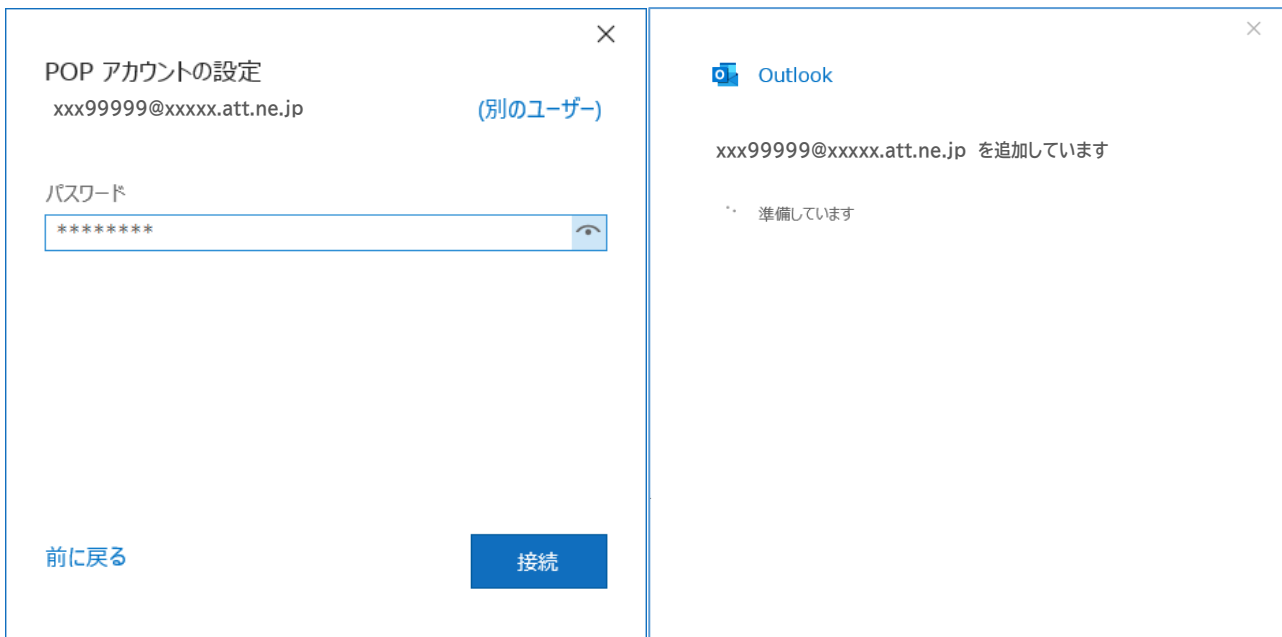 POP アカウントの設定
xxx99999@xxxxx.att.ne.jp (別のユーザー)
パスワード
********
前に戻る 接続
Outlook
xxx99999@xxxxx.att.ne.jp を追加しています
準備しています